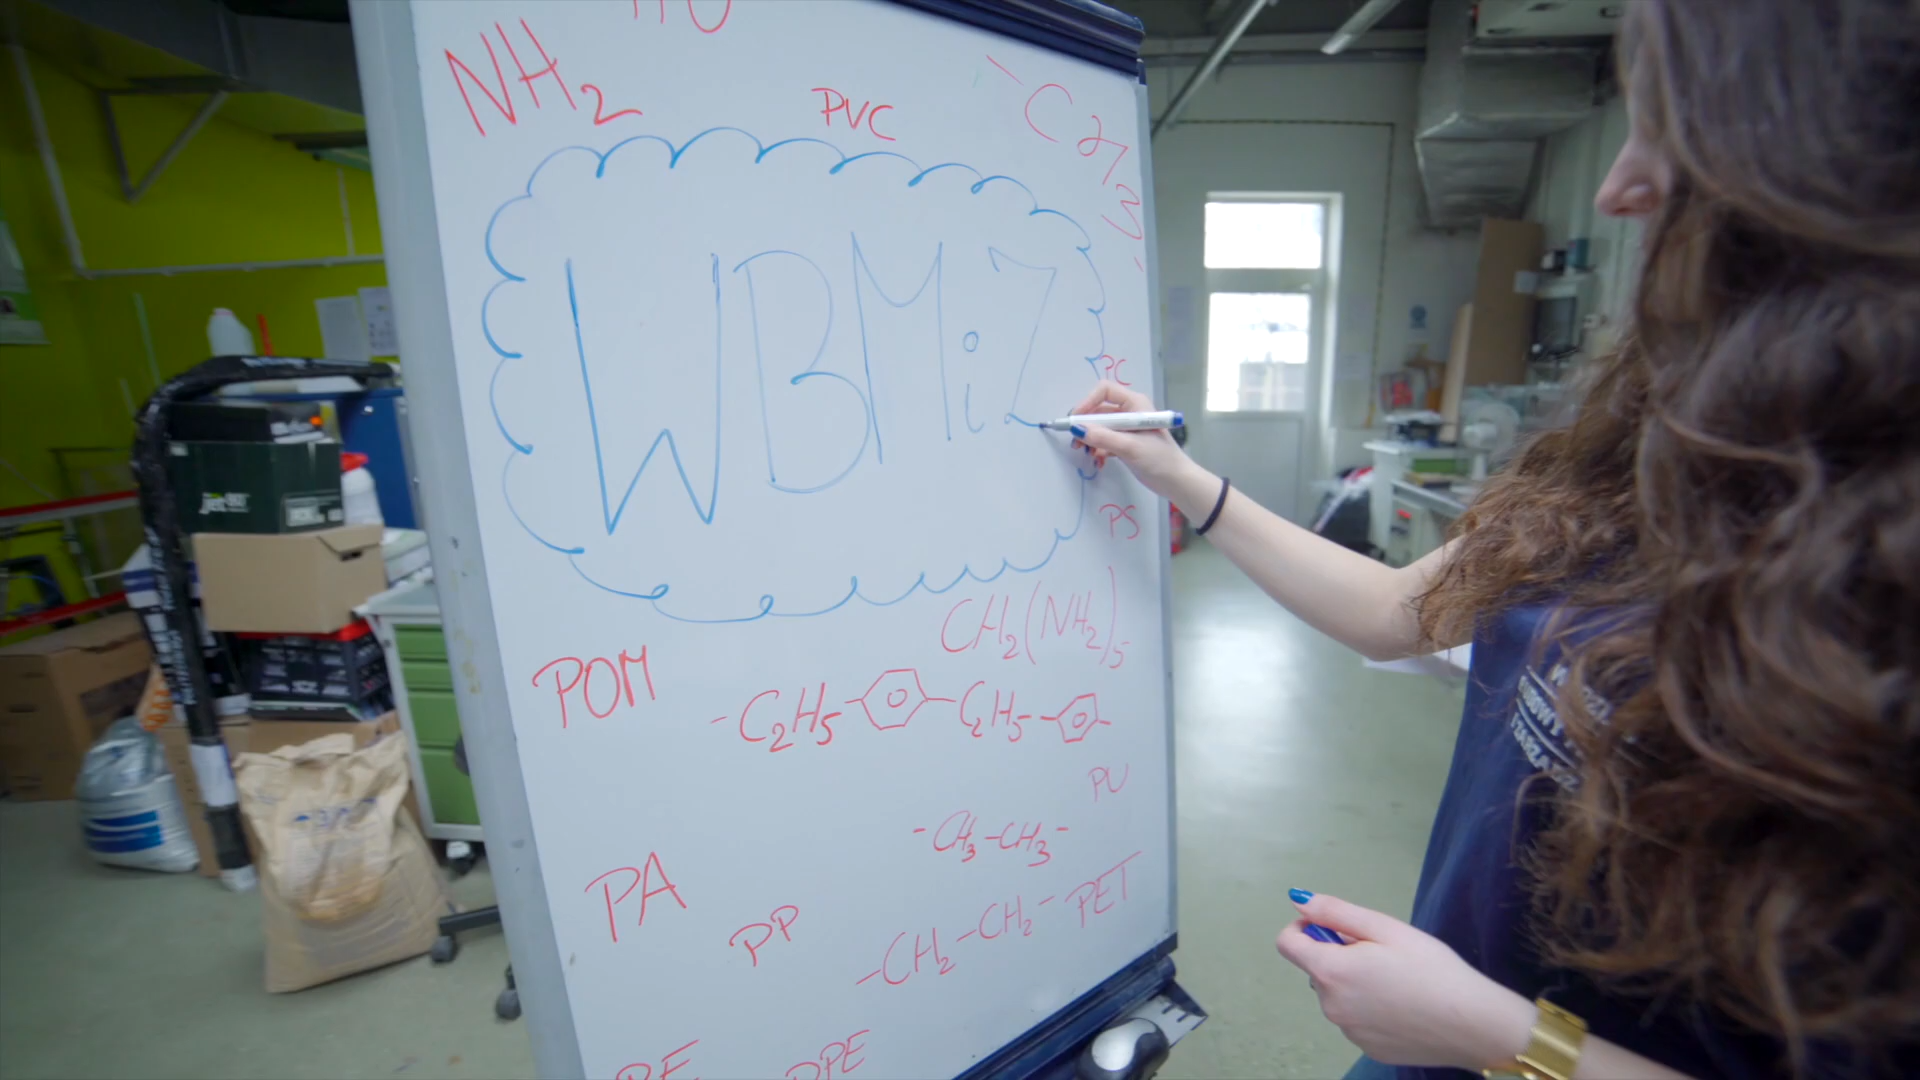 NH2
PVC
WBMiZ
PC
PS
CH2(NH2)5
POM
-C2H5- -C2H5- -
PU
-CH3-CH3-
PA
PP
-CH2-CH2-
PET